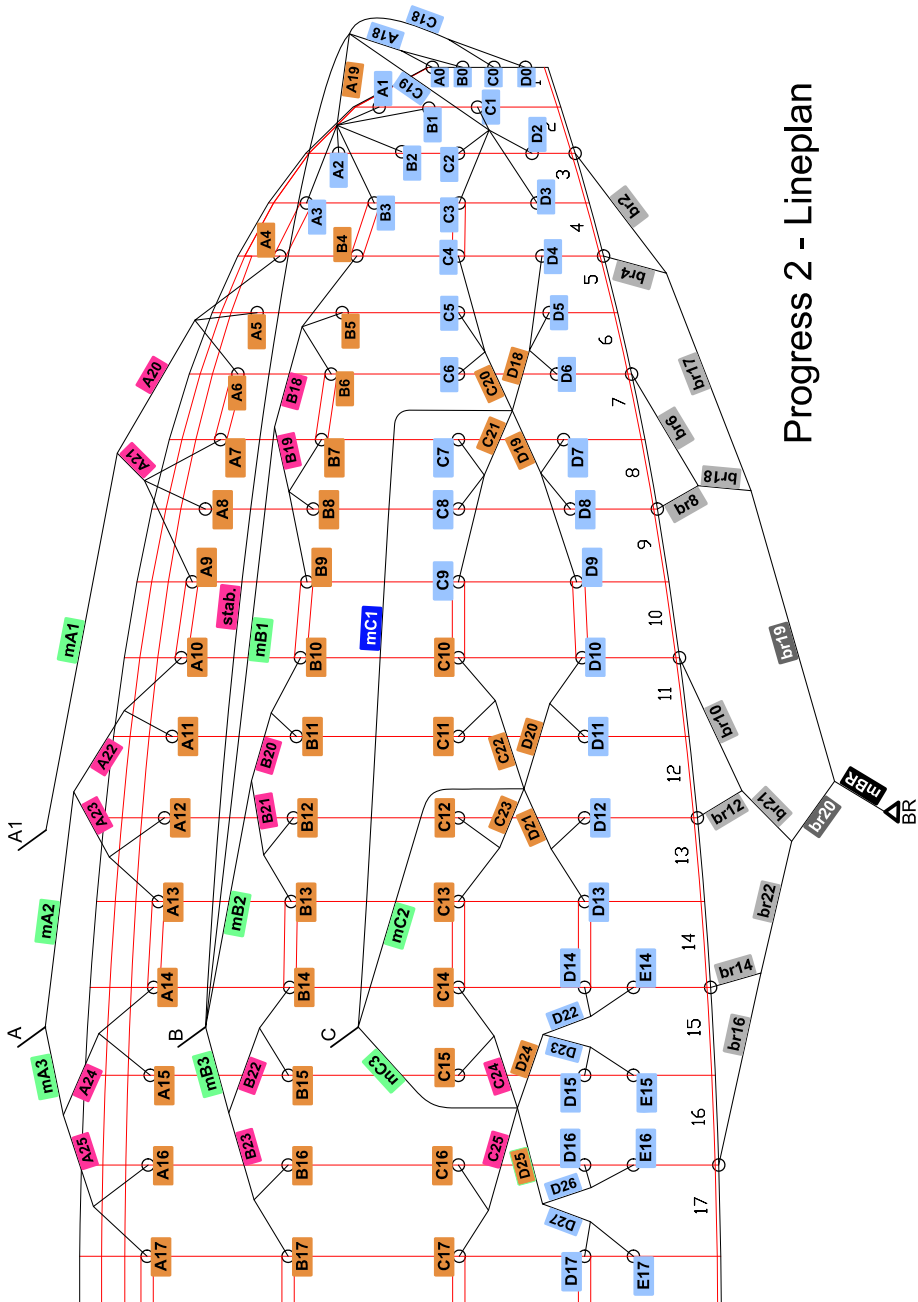 Progress 2 - Lineplan
A1
A
B
C
BR
mA1
mA2
mA3
mB1
mB2
mB3
mC1
mC2
mC3
mBR
stab.
A0
A1
A2
A3
A4
A5
A6
A7
A8
A9
A10
A11
A12
A13
A14
A15
A16
A17
A18
A19
A20
A21
A22
A23
A24
A25
B0
B1
B2
B3
B4
B5
B6
B7
B8
B9
B10
B11
B12
B13
B14
B15
B16
B17
B18
B19
B20
B21
B22
B23
C0
C1
C2
C3
C4
C5
C6
C7
C8
C9
C10
C11
C12
C13
C14
C15
C16
C17
C18
C19
C20
C21
C22
C23
C24
C25
D0
D2
D3
D4
D5
D6
D7
D8
D9
D10
D11
D12
D13
D14
D15
D16
D17
D18
D19
D20
D21
D22
D23
D24
D25
D26
D27
E14
E15
E16
E17
br2
br4
br6
br8
br10
br12
br14
br16
br17
br18
br19
br20
br21
br22
1
2
3
4
5
6
7
8
9
10
11
12
13
14
15
16
17